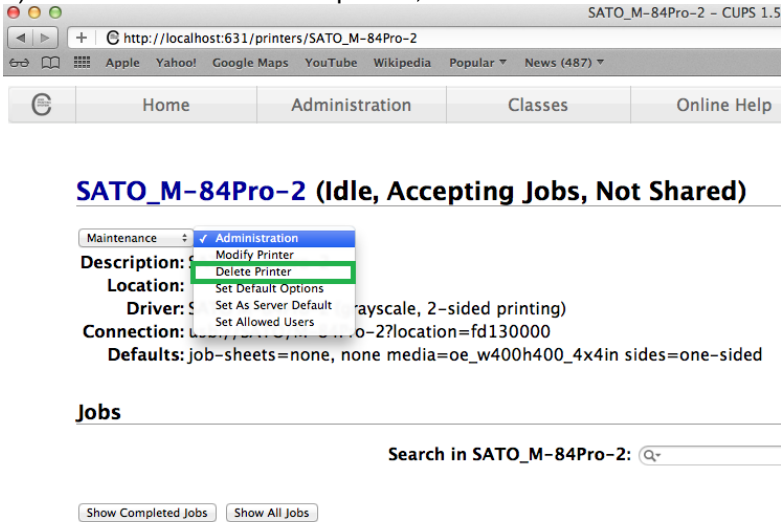 SATO_M-84Pro-2 - CUPS 1.5
http://localhost:631/printers/SATO_M-84Pro-2
Apple Yahoo! Google Maps YouTube Wikipedia Popular News (487)
Home Administration Classes Online Help
SATO_M-84Pro-2 (Idle, Accepting Jobs, Not Shared)
Maintenance ✓ Administration
Modify Printer
Description:
Delete Printer
Location:
Set Default Options
Driver:
Set As Server Default
grayscale, 2-sided printing)
Set Allowed Users
Connection: -2?location=fd130000
Defaults: job-sheets=none, none media=oe_w400h400_4x4in sides=one-sided
Jobs
Search in SATO_M-84Pro-2:
Show Completed Jobs Show All Jobs